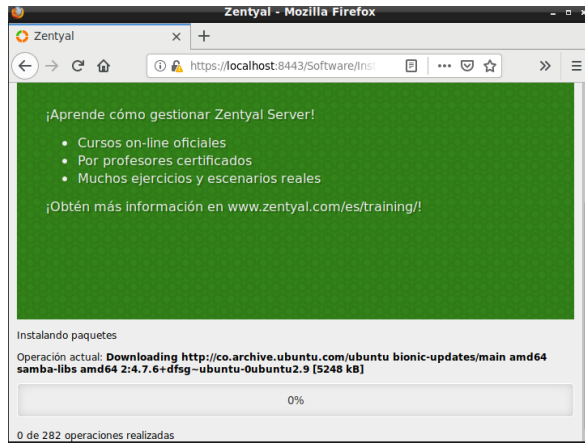 Zentyal - Mozilla Firefox
Zentyal
https://localhost:8443/Software/Inst
¡Aprende cómo gestionar Zentyal Server!
• Cursos on-line oficiales
• Por profesores certificados
• Muchos ejercicios y escenarios reales
¡Obtén más información en www.zentyal.com/es/training/!
Instalando paquetes
Operación actual: Downloading http://co.archive.ubuntu.com/ubuntu bionic-updates/main amd64
samba-libs amd64 2:4.7.6+dfsg~ubuntu-0ubuntu2.9 [5248 kB]
0%
0 de 282 operaciones realizadas